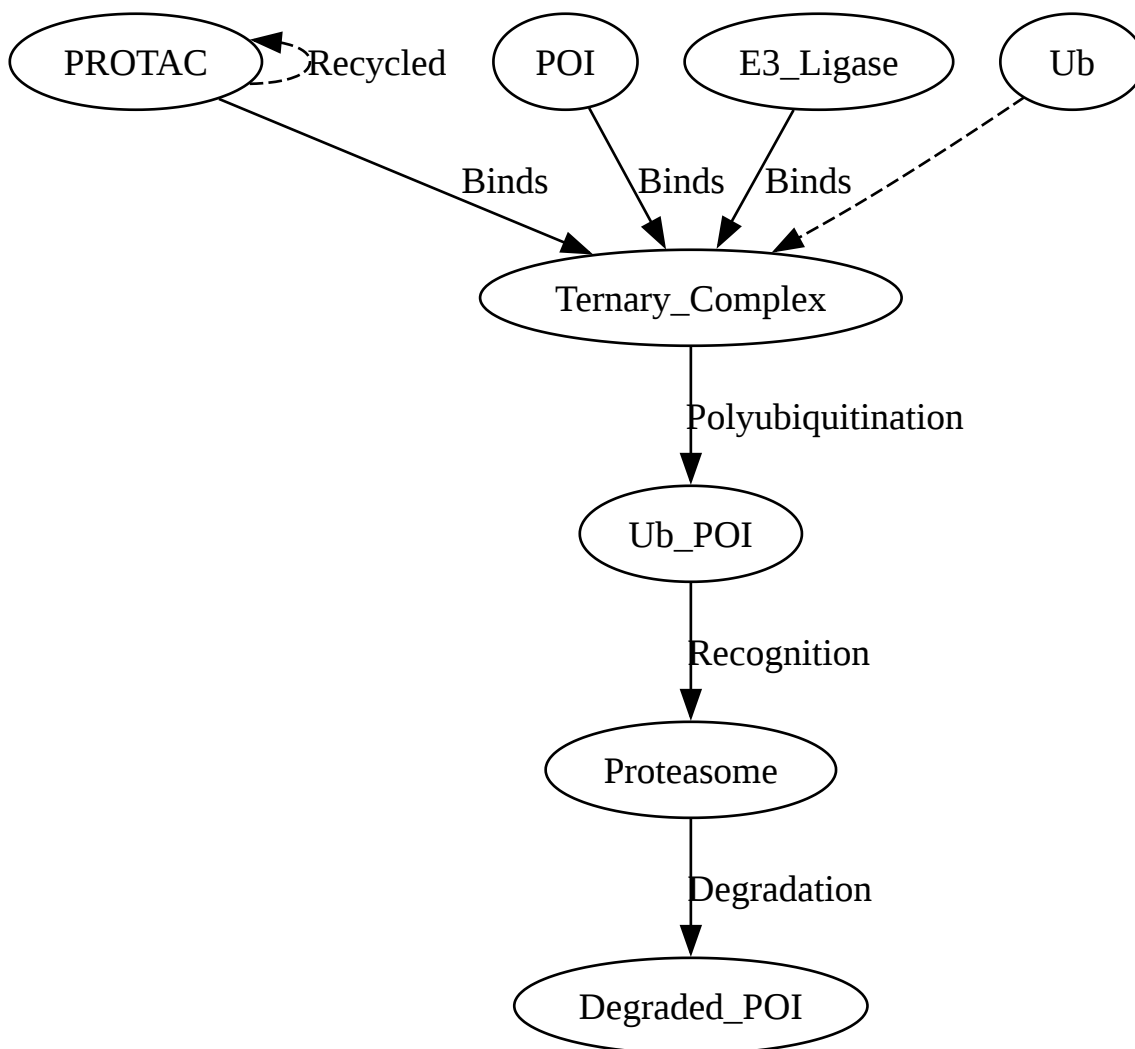 PROTAC
Recycled
POI
E3_Ligase
Ub
Binds
Binds
Binds
Ternary_Complex
Polyubiquitination
Ub_POI
Recognition
Proteasome
Degradation
Degraded_POI